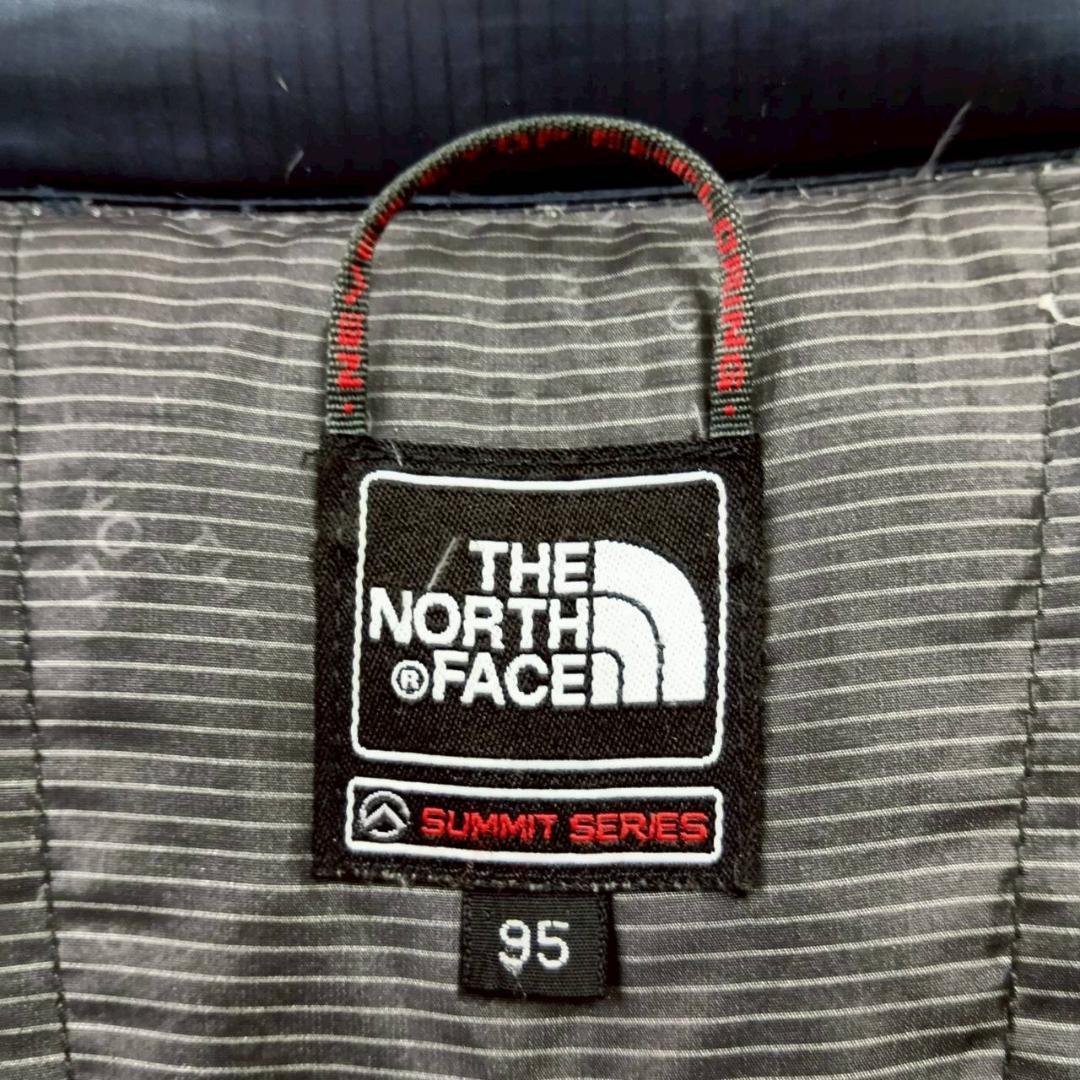 THE
NORTH
®FACE
SUMMIT SERIES
95